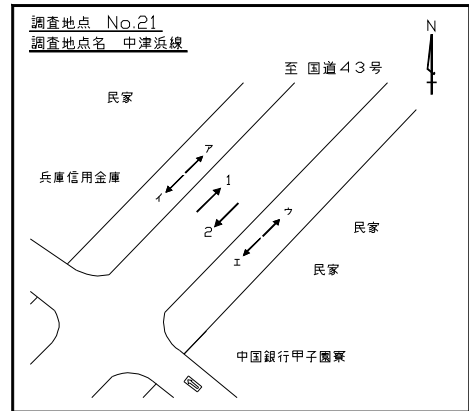 調査地点 No.21
調査地点名 中津浜線
N
至 国道43号
民家
兵庫信用金庫
ア
イ
1
2
ウ
エ
民家
民家
中国銀行甲子園寮